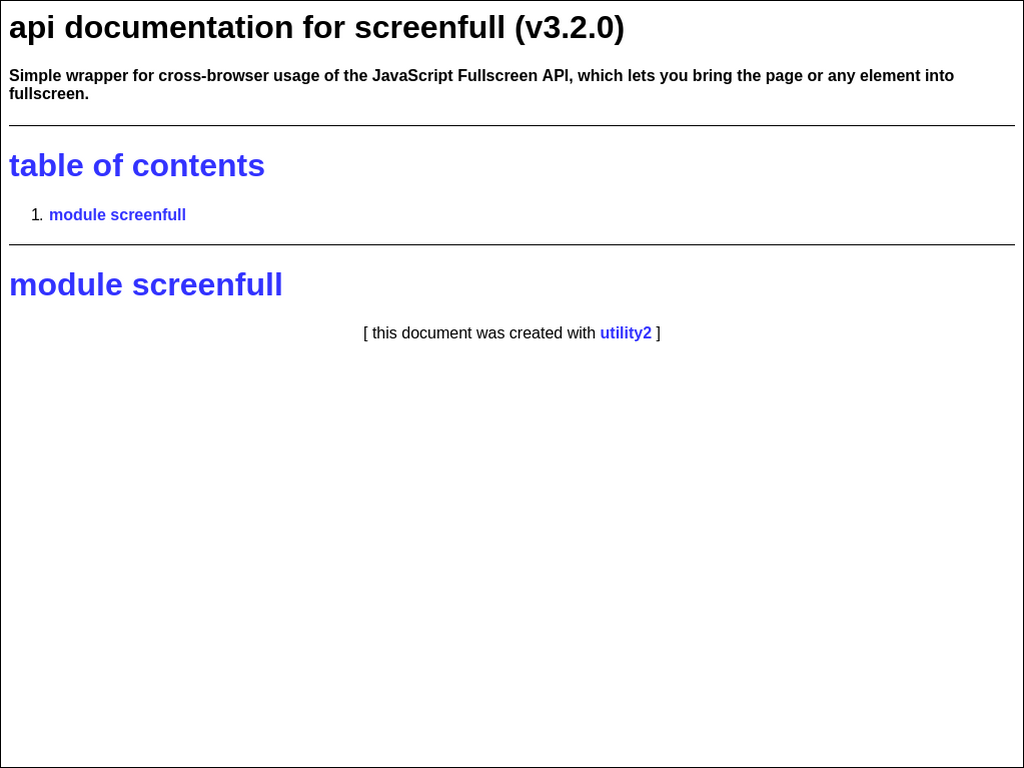 api documentation for screenfull (v3.2.0)
Simple wrapper for cross-browser usage of the JavaScript Fullscreen API, which lets you bring the page or any element into
fullscreen.
table of contents
1. module screenfull
module screenfull
[ this document was created with utility2 ]